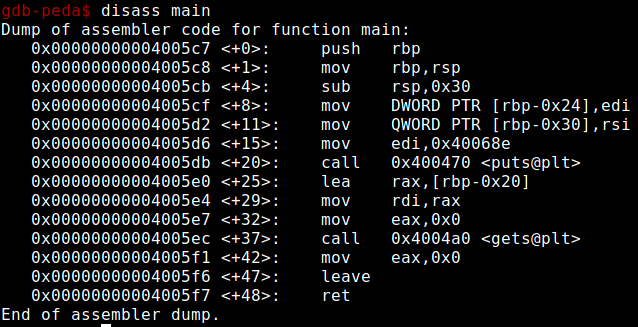 gdb-peda$ disass main
Dump of assembler code for function main:
   0x00000000004005c7 <+0>:     push   rbp
   0x00000000004005c8 <+1>:     mov    rbp,rsp
   0x00000000004005cb <+4>:     sub    rsp,0x30
   0x00000000004005cf <+8>:     mov    DWORD PTR [rbp-0x24],edi
   0x00000000004005d2 <+11>:    mov    QWORD PTR [rbp-0x30],rsi
   0x00000000004005d6 <+15>:    mov    edi,0x40068e
   0x00000000004005db <+20>:    call   0x400470 <puts@plt>
   0x00000000004005e0 <+25>:    lea    rax,[rbp-0x20]
   0x00000000004005e4 <+29>:    mov    rdi,rax
   0x00000000004005e7 <+32>:    mov    eax,0x0
   0x00000000004005ec <+37>:    call   0x4004a0 <gets@plt>
   0x00000000004005f1 <+42>:    mov    eax,0x0
   0x00000000004005f6 <+47>:    leave
   0x00000000004005f7 <+48>:    ret
End of assembler dump.